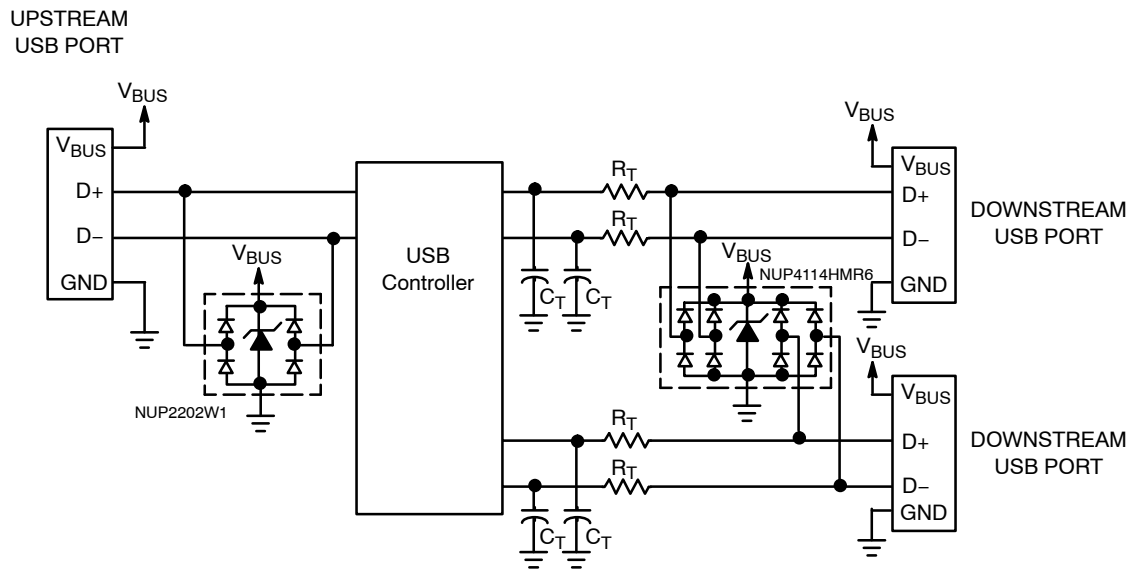 UPSTREAM
USB PORT
VBUS
VBUS
D+
D−
GND
VBUS
NUP2202W1
USB
Controller
RT
RT
CT
CT
VBUS
NUP4114HMR6
VBUS
VBUS
D+
D−
GND
DOWNSTREAM
USB PORT
RT
RT
CT
CT
VBUS
VBUS
D+
D−
GND
DOWNSTREAM
USB PORT